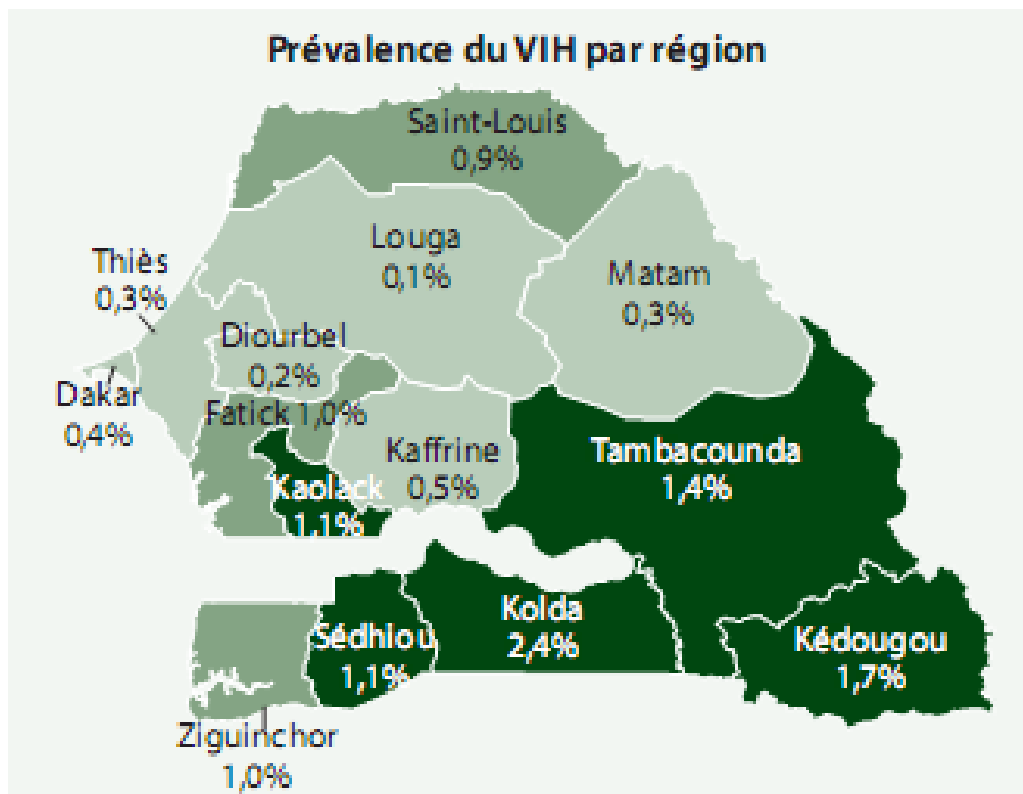 Prévalence du VIH par région
Saint-Louis
0,9%
Louga
0,1%
Thiès
0,3%
Matam
0,3%
Diourbel
0,2%
Dakar
0,4%
Fatick 1,0%
Kaffrine
0,5%
Tambacounda
1,4%
Kaolack
1,1%
Kolda
2,4%
Sédhiou
1,1%
Kédougou
1,7%
Ziguinchor
1,0%